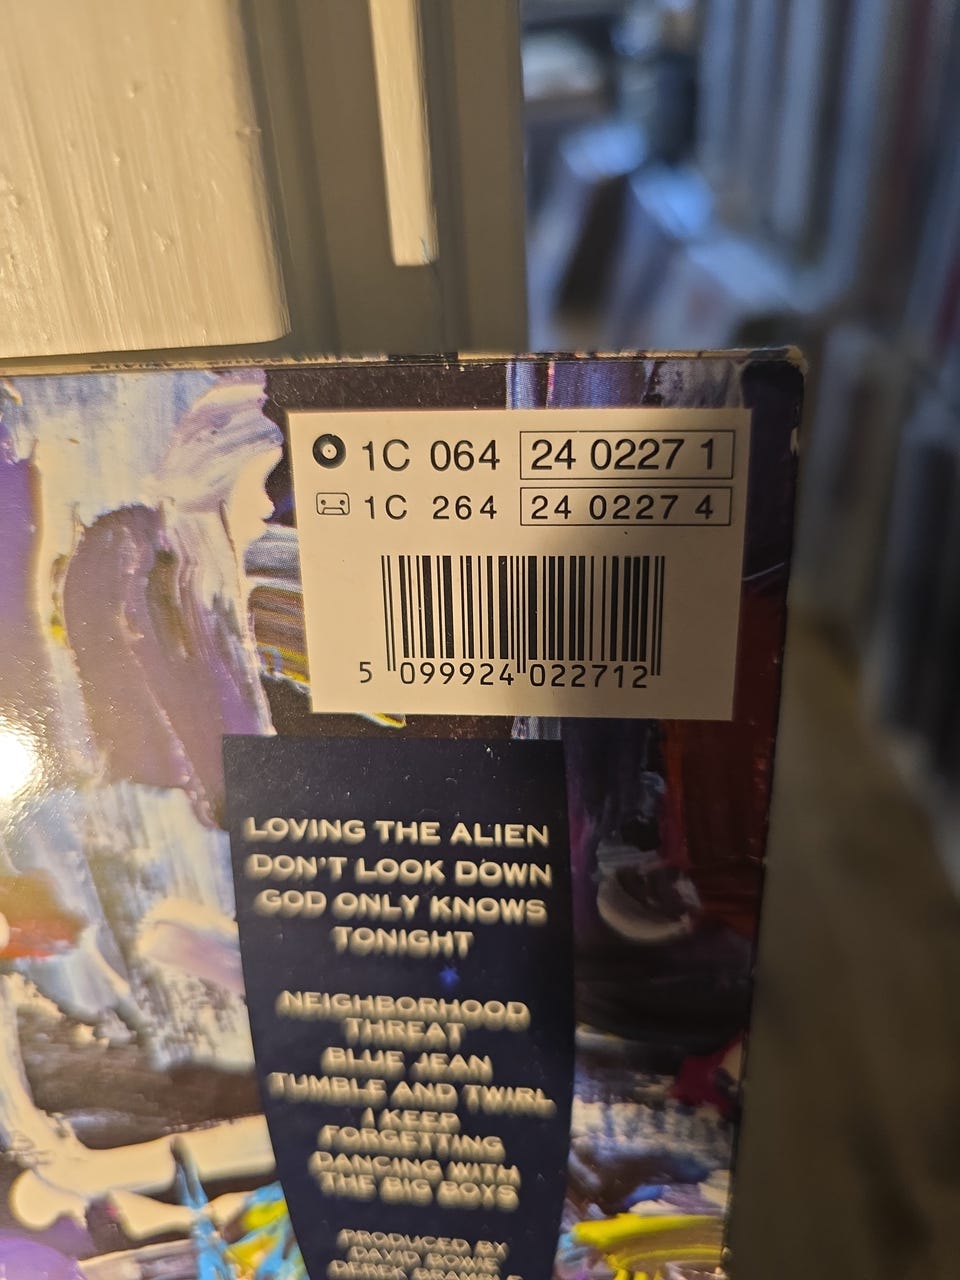 1C 064 24 0227 1
1C 264 24 0227 4
5 099924 022712
LOVING THE ALIEN
DON'T LOOK DOWN
GOD ONLY KNOWS
TONIGHT
NEIGHBORHOOD
THREAT
BLUE JEAN
TUMBLE AND TWIRL
I KEEP
FORGETTING
DANCING WITH
THE BIG BOYS
PRODUCED BY
DAVID BOWIE
DEREK BRAMBLE